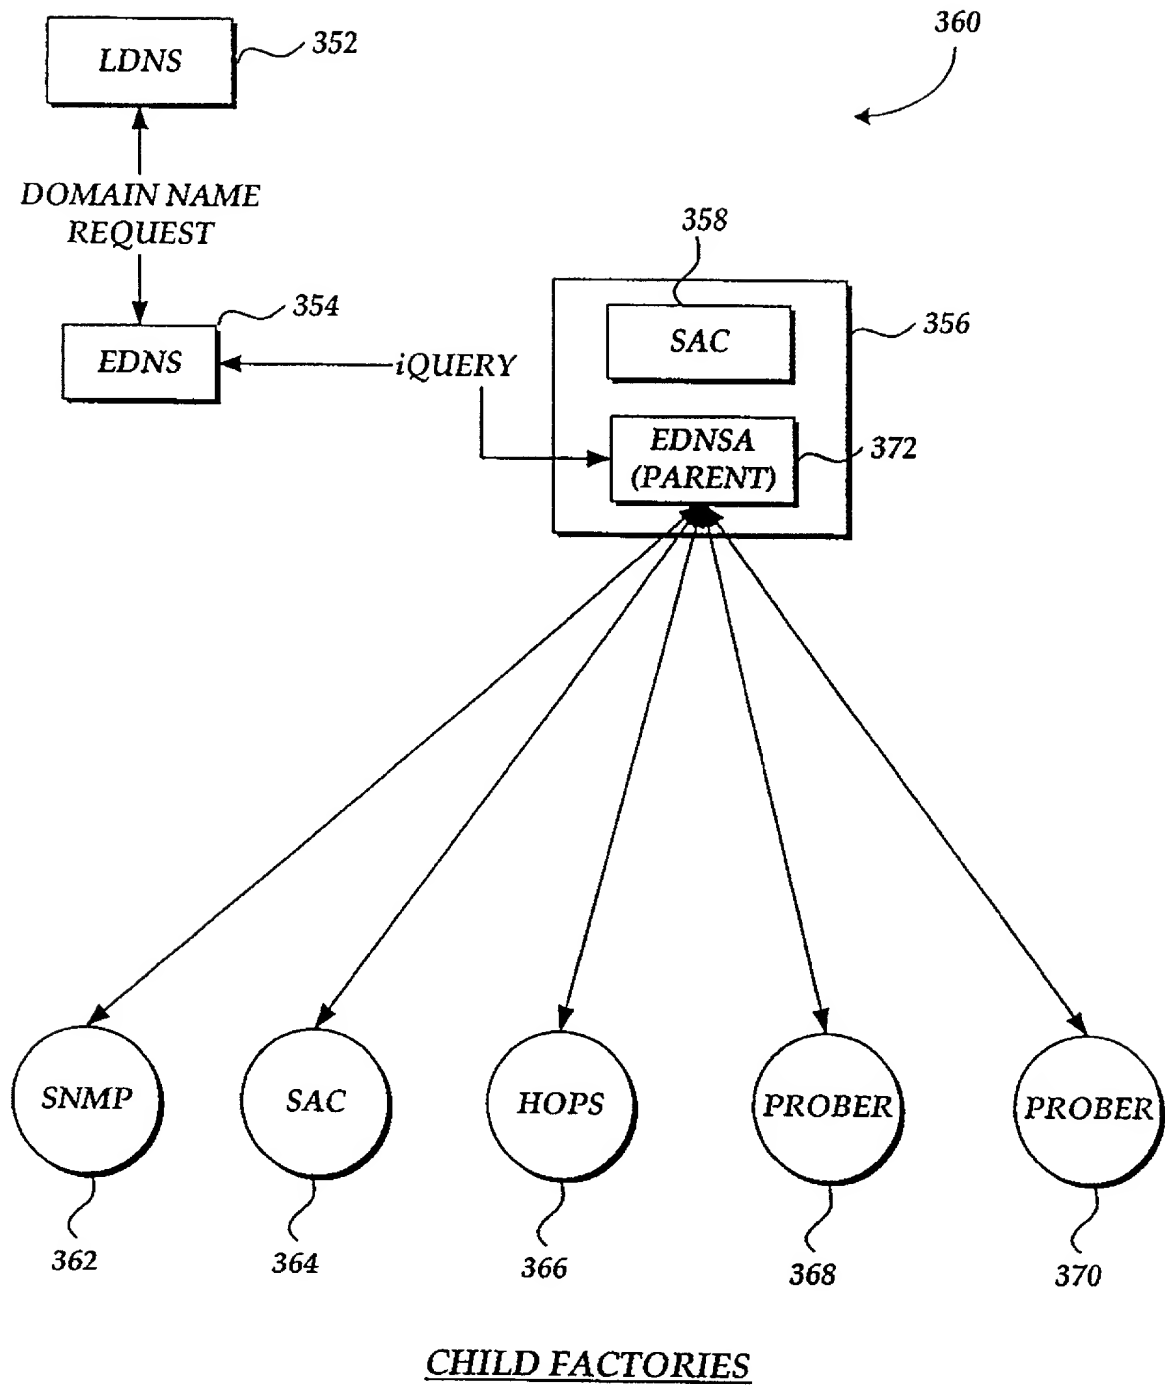 LDNS
352
360
DOMAIN NAME
REQUEST
358
354
SAC
356
EDNS
iQUERY
EDNSA
(PARENT)
372
SNMP
SAC
HOPS
PROBER
PROBER
362
364
366
368
370
CHILD FACTORIES